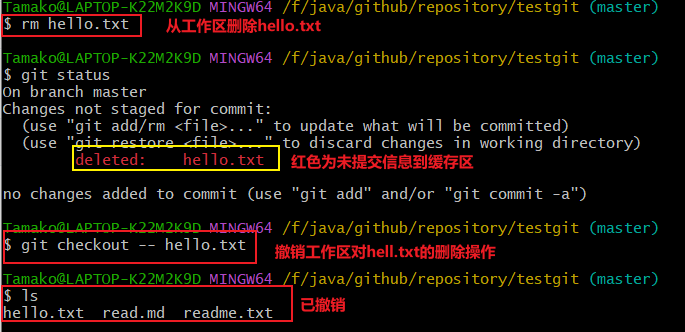 Tamako@LAPTOP-K22M2K9D MINGW64 /f/java/github/repository/testgit (master)
$ rm hello.txt 从工作区删除hello.txt
Tamako@LAPTOP-K22M2K9D MINGW64 /f/java/github/repository/testgit (master)
$ git status
On branch master
Changes not staged for commit:
(use "git add/rm <file>..." to update what will be committed)
(use "git restore <file>..." to discard changes in working directory)
deleted: hello.txt 红色为未提交信息到缓存区
no changes added to commit (use "git add" and/or "git commit -a")
Tamako@LAPTOP-K22M2K9D MINGW64 /f/java/github/repository/testgit (master)
$ git checkout -- hello.txt 撤销工作区对hell.txt的删除操作
Tamako@LAPTOP-K22M2K9D MINGW64 /f/java/github/repository/testgit (master)
$ ls 已撤销
hello.txt read.md readme.txt